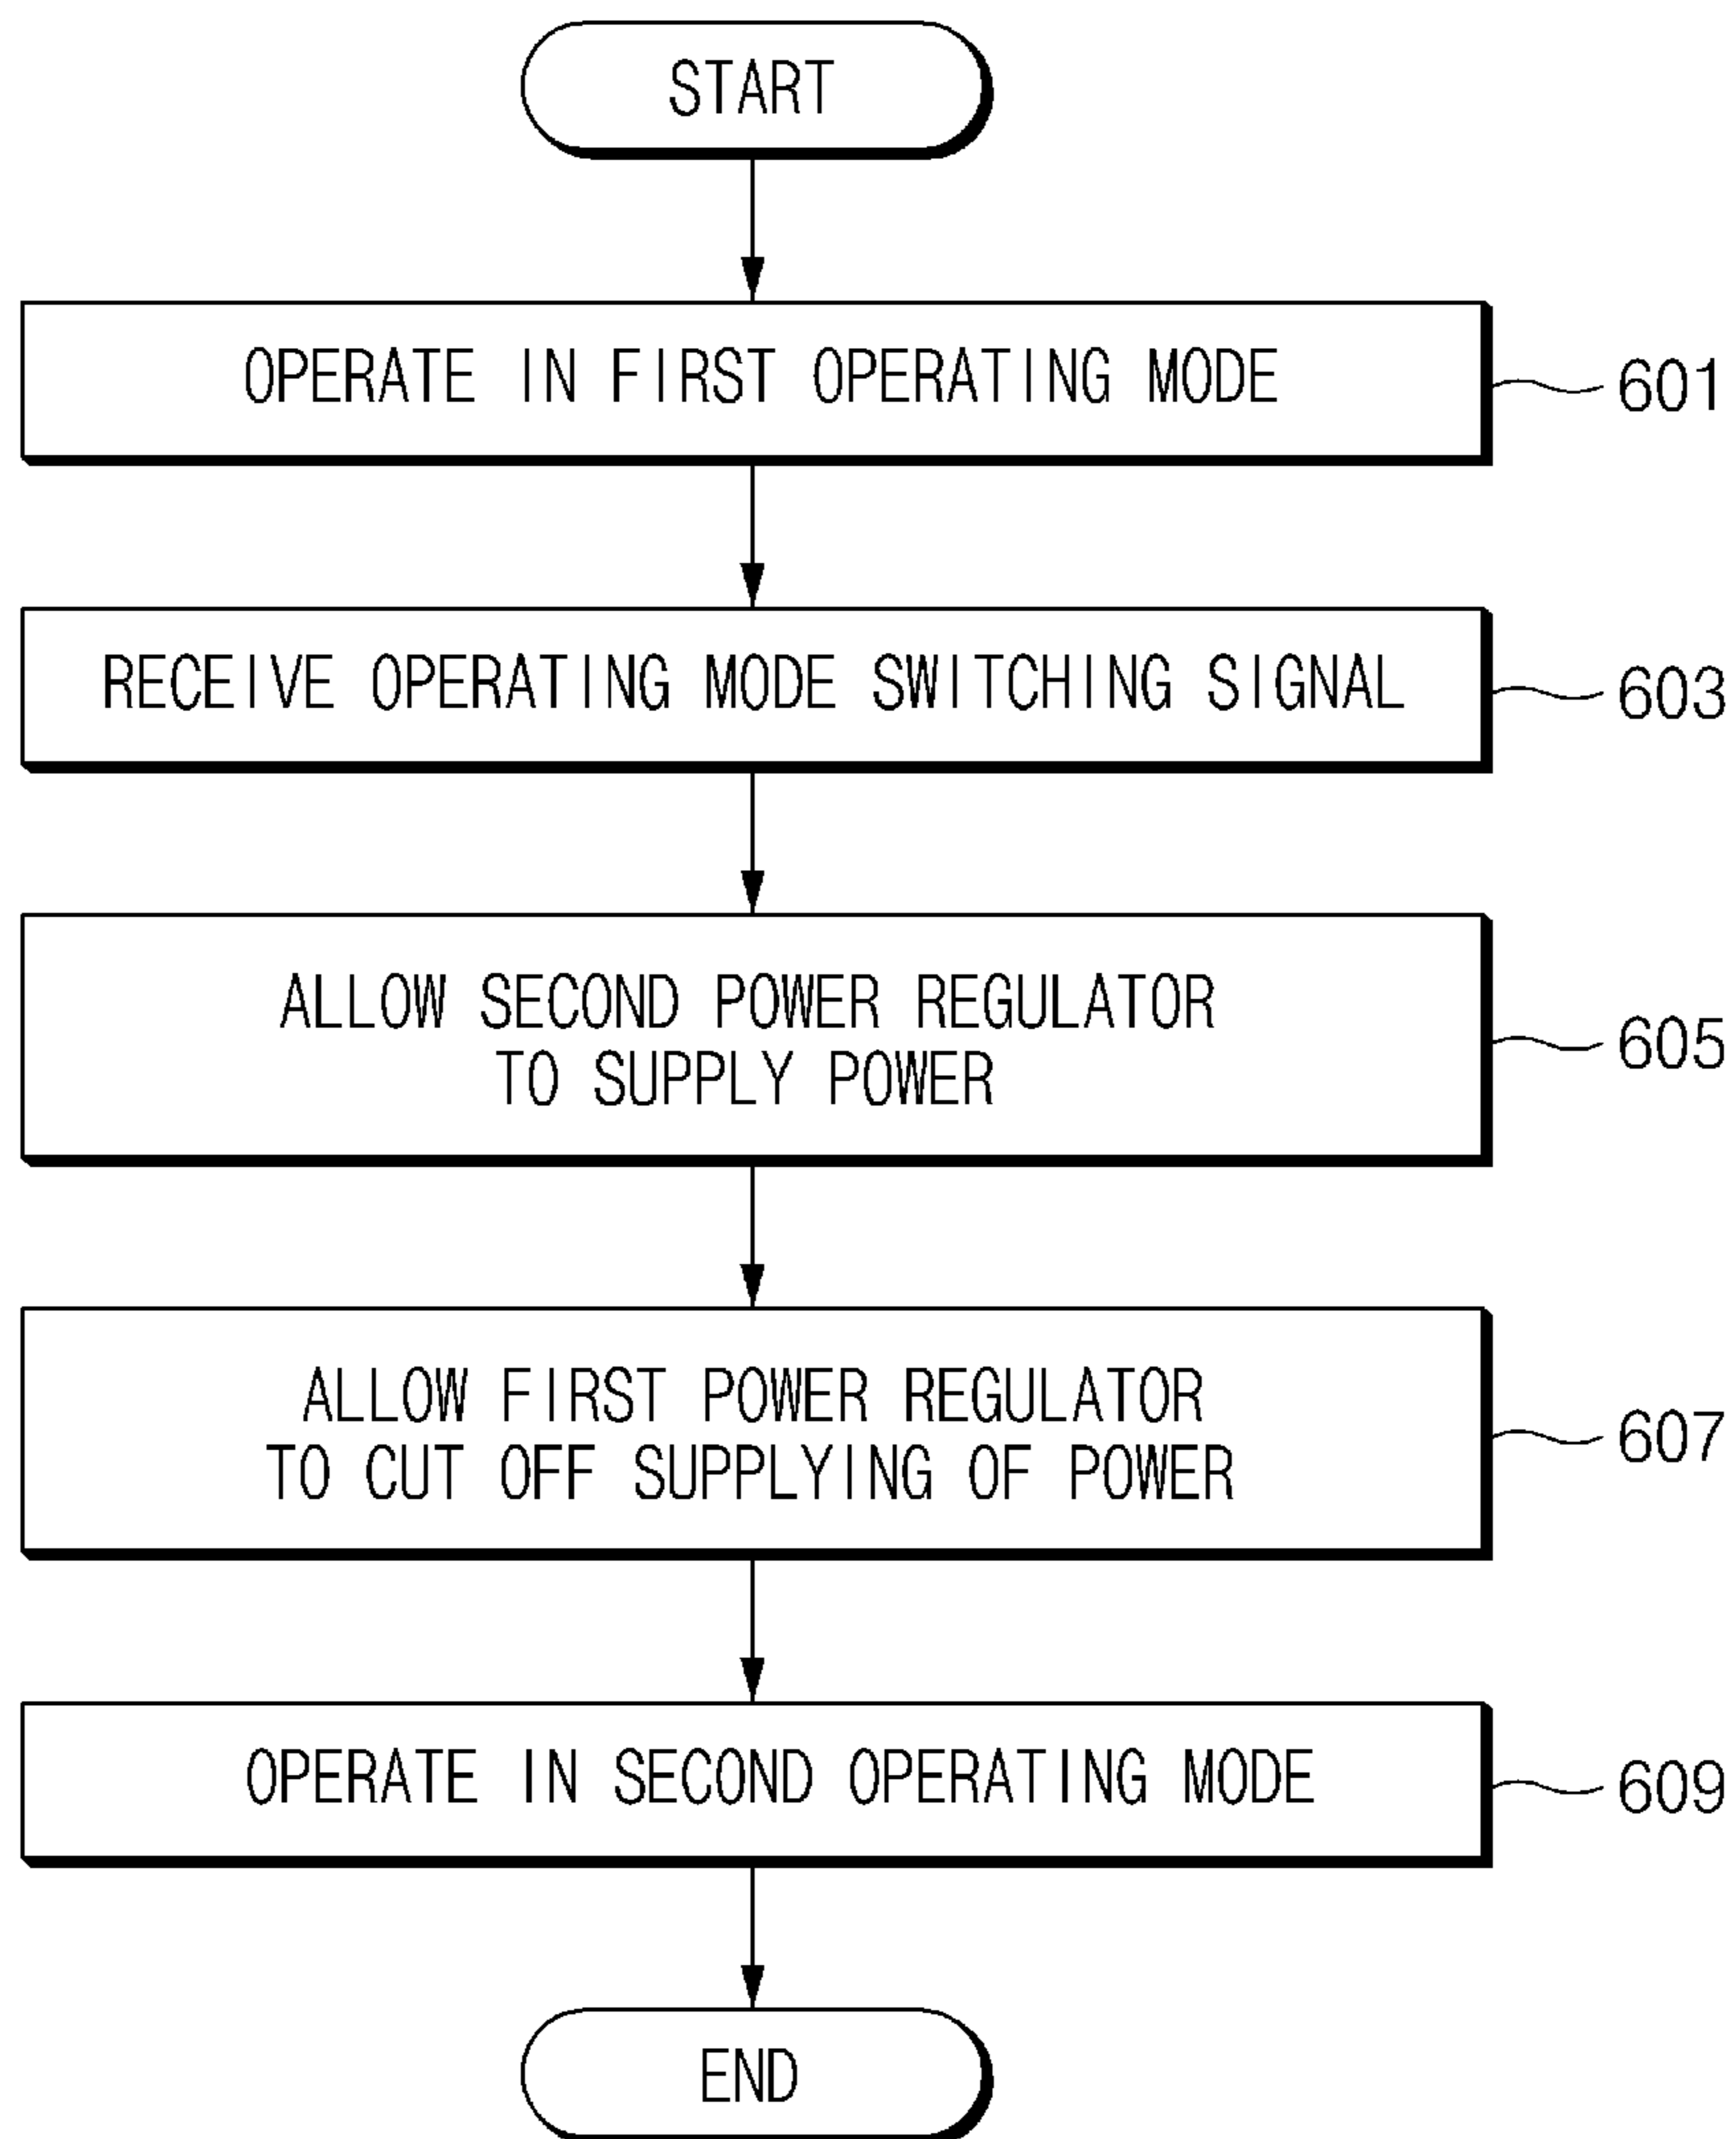 START
OPERATE IN FIRST OPERATING MODE
601
RECEIVE OPERATING MODE SWITCHING SIGNAL
603
ALLOW SECOND POWER REGULATOR
TO SUPPLY POWER
605
ALLOW FIRST POWER REGULATOR
TO CUT OFF SUPPLYING OF POWER
607
OPERATE IN SECOND OPERATING MODE
609
END